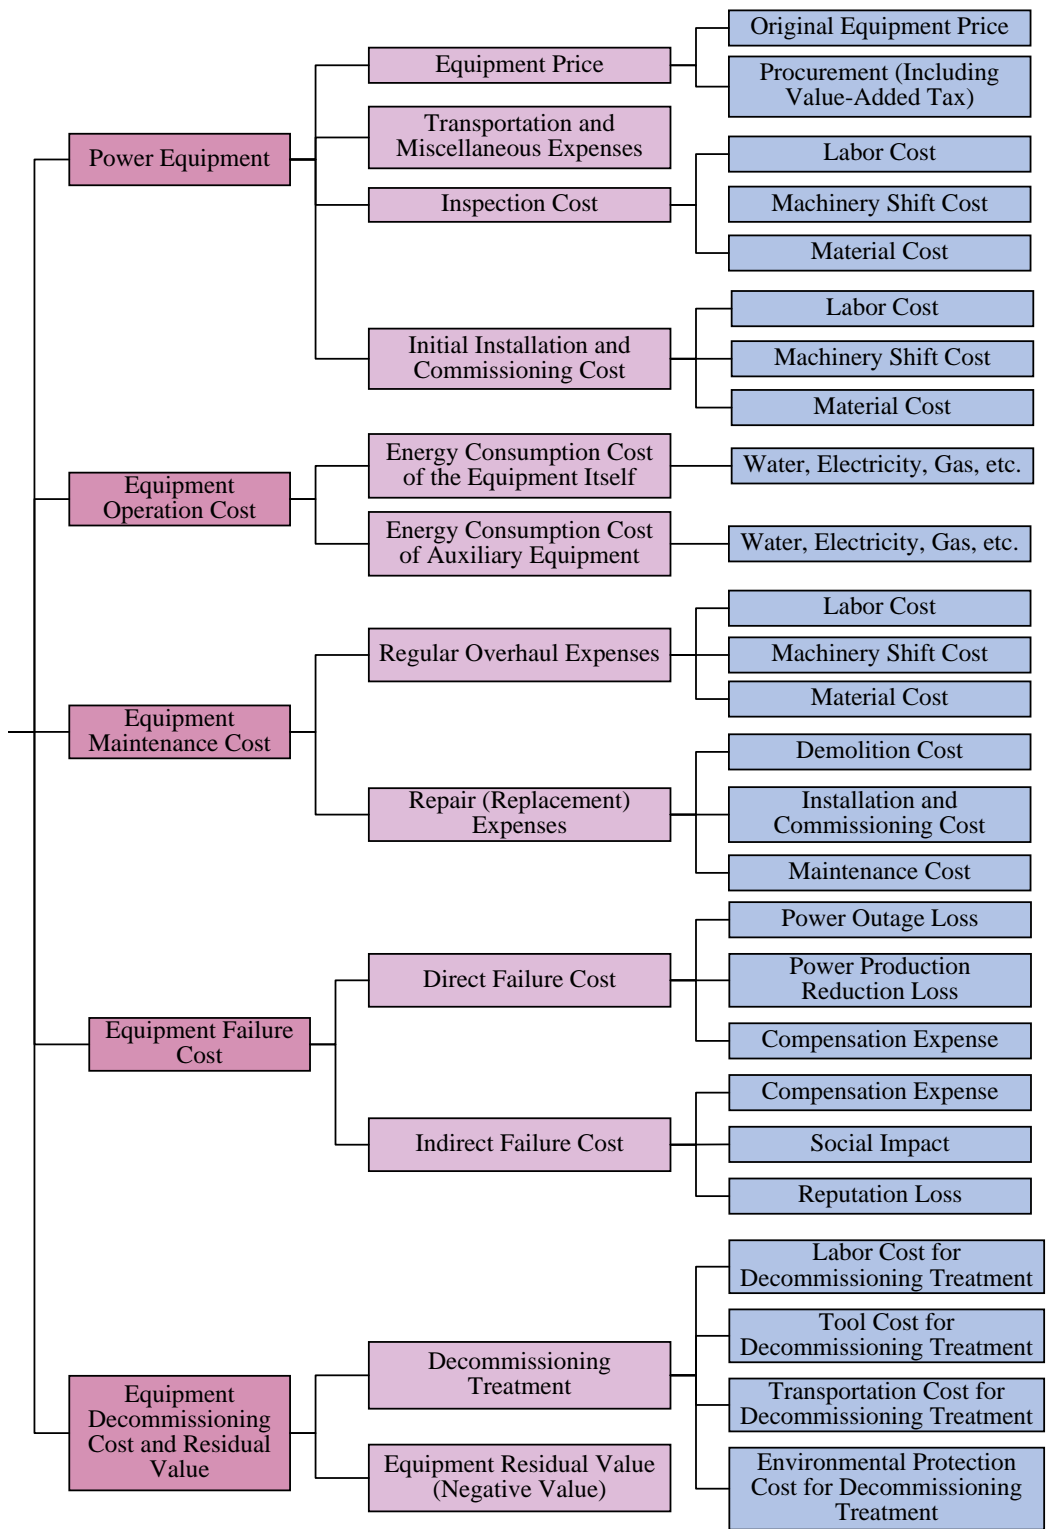 Power Equipment
Equipment Price
Original Equipment Price
Procurement (Including
Value-Added Tax)
Transportation and
Miscellaneous Expenses
Inspection Cost
Labor Cost
Machinery Shift Cost
Material Cost
Initial Installation and
Commissioning Cost
Labor Cost
Machinery Shift Cost
Material Cost
Equipment
Operation Cost
Energy Consumption Cost
of the Equipment Itself
Water, Electricity, Gas, etc.
Energy Consumption Cost
of Auxiliary Equipment
Water, Electricity, Gas, etc.
Equipment
Maintenance Cost
Regular Overhaul Expenses
Labor Cost
Machinery Shift Cost
Material Cost
Repair (Replacement)
Expenses
Demolition Cost
Installation and
Commissioning Cost
Maintenance Cost
Equipment Failure
Cost
Direct Failure Cost
Power Outage Loss
Power Production
Reduction Loss
Compensation Expense
Indirect Failure Cost
Compensation Expense
Social Impact
Reputation Loss
Equipment
Decommissioning
Cost and Residual
Value
Decommissioning
Treatment
Labor Cost for
Decommissioning Treatment
Tool Cost for
Decommissioning Treatment
Transportation Cost for
Decommissioning Treatment
Environmental Protection
Cost for Decommissioning
Treatment
Equipment Residual Value
(Negative Value)